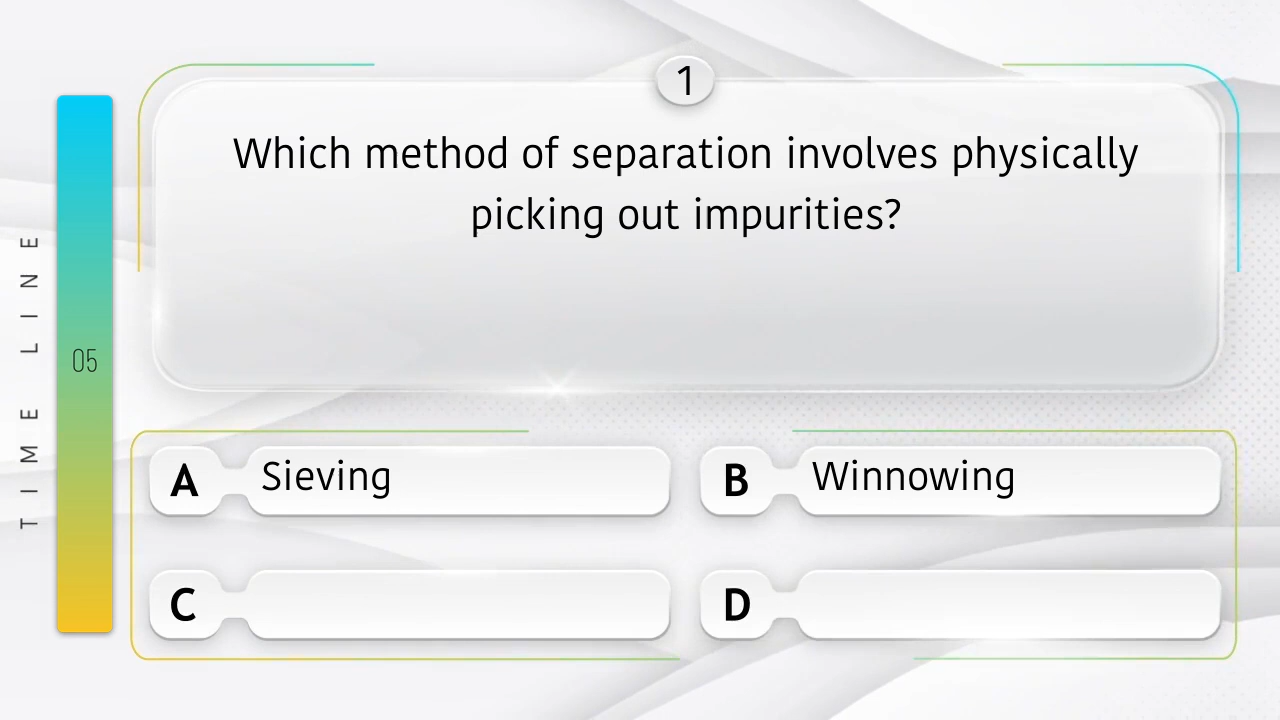 1
Which method of separation involves physically
picking out impurities?
TIME LINE
05
A Sieving
B Winnowing
C
D